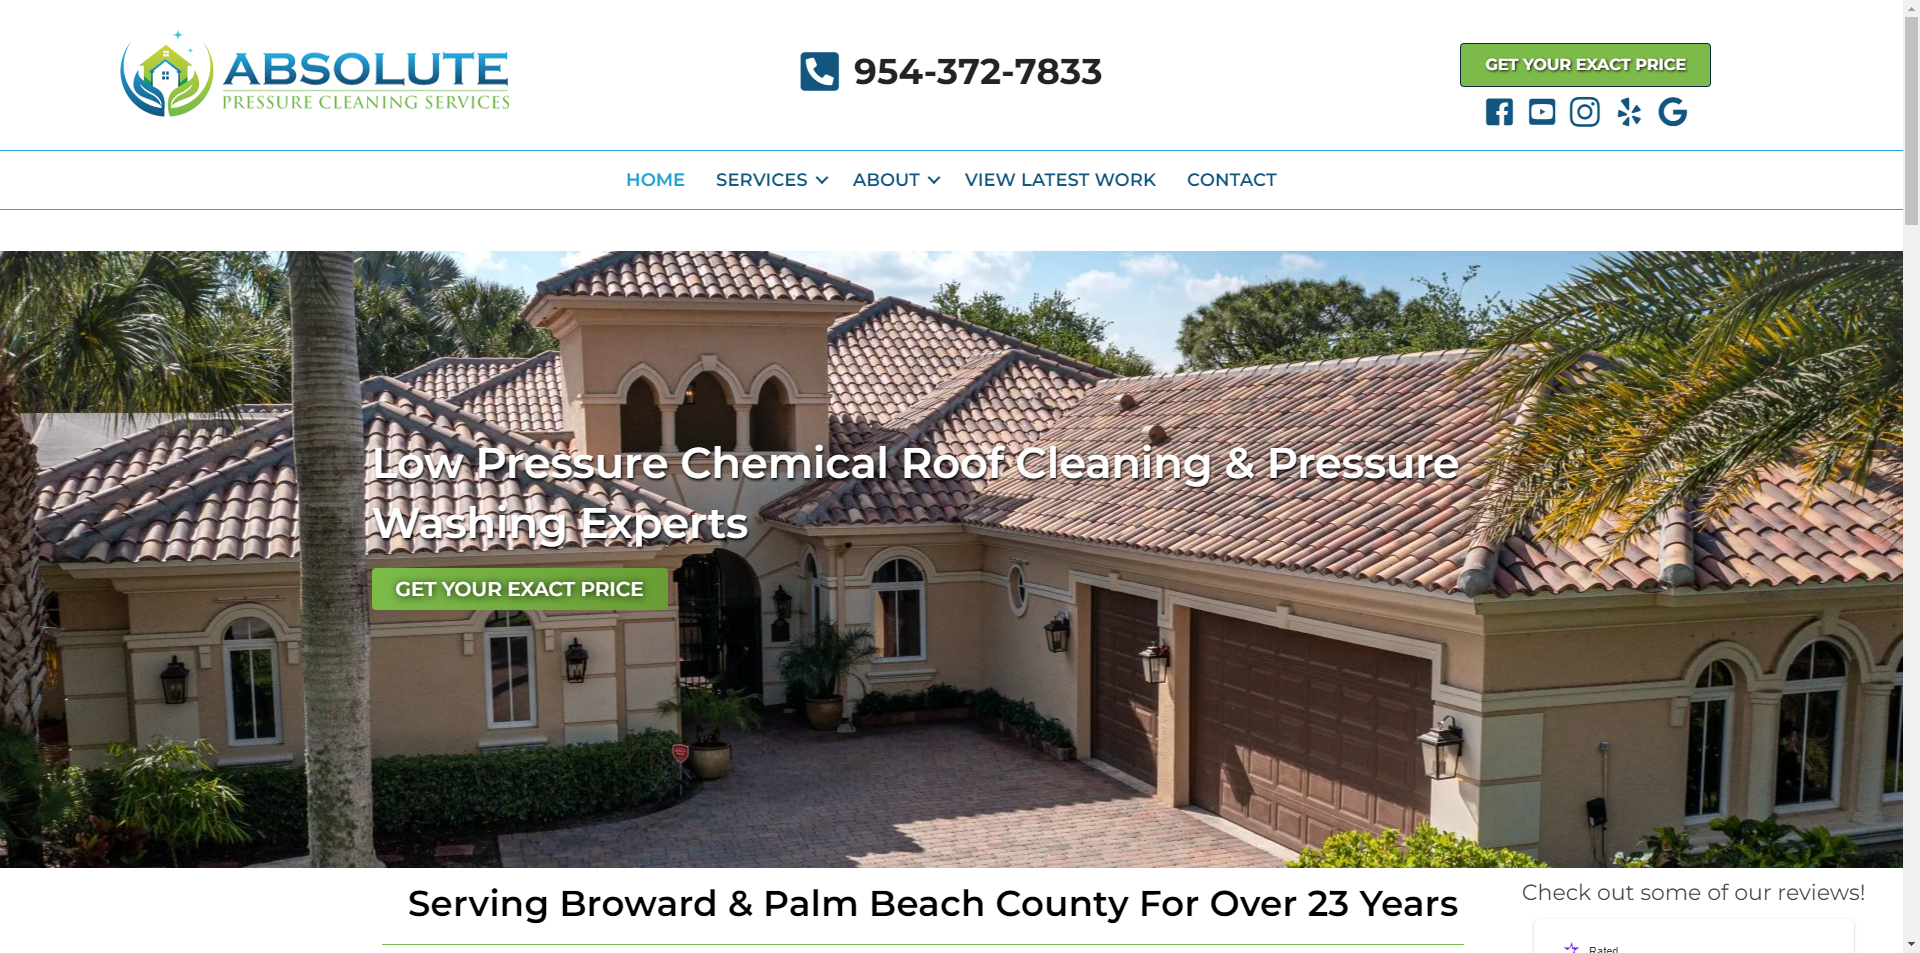 ABSOLUTE
PRESSURE CLEANING SERVICES
954-372-7833
GET YOUR EXACT PRICE
HOME
SERVICES
ABOUT
VIEW LATEST WORK
CONTACT
Low Pressure Chemical Roof Cleaning & Pressure
Washing Experts
GET YOUR EXACT PRICE
Serving Broward & Palm Beach County For Over 23 Years
Check out some of our reviews!
Rated